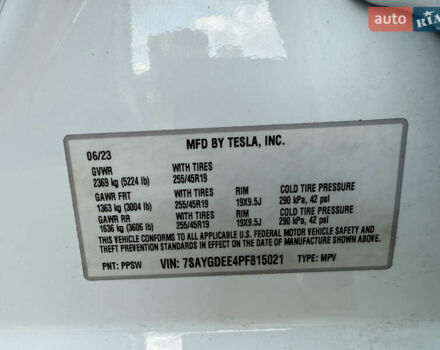 auto RIA
MFD BY TESLA, INC.
06/23
GVWR WITH TIRES
2369 kg (5224 lb) 255/45R19
GAWR FRT WITH TIRES RIM COLD TIRE PRESSURE
1363 kg (3004 lb) 255/45R19 19X9.5J 290 kPa, 42 psi
GAWR RR WITH TIRES RIM COLD TIRE PRESSURE
1636 kg (3606 lb) 255/45R19 19X9.5J 290 kPa, 42 psi
THIS VEHICLE CONFORMS TO ALL APPLICABLE FEDERAL MOTOR VEHICLE SAFETY AND
THEFT PREVENTION STANDARDS IN EFFECT ON THE DATE OF MANUFACTURE SHOWN ABOVE.
PNT: PPSW VIN: 7SAYGDEE4PF815021 TYPE: MPV